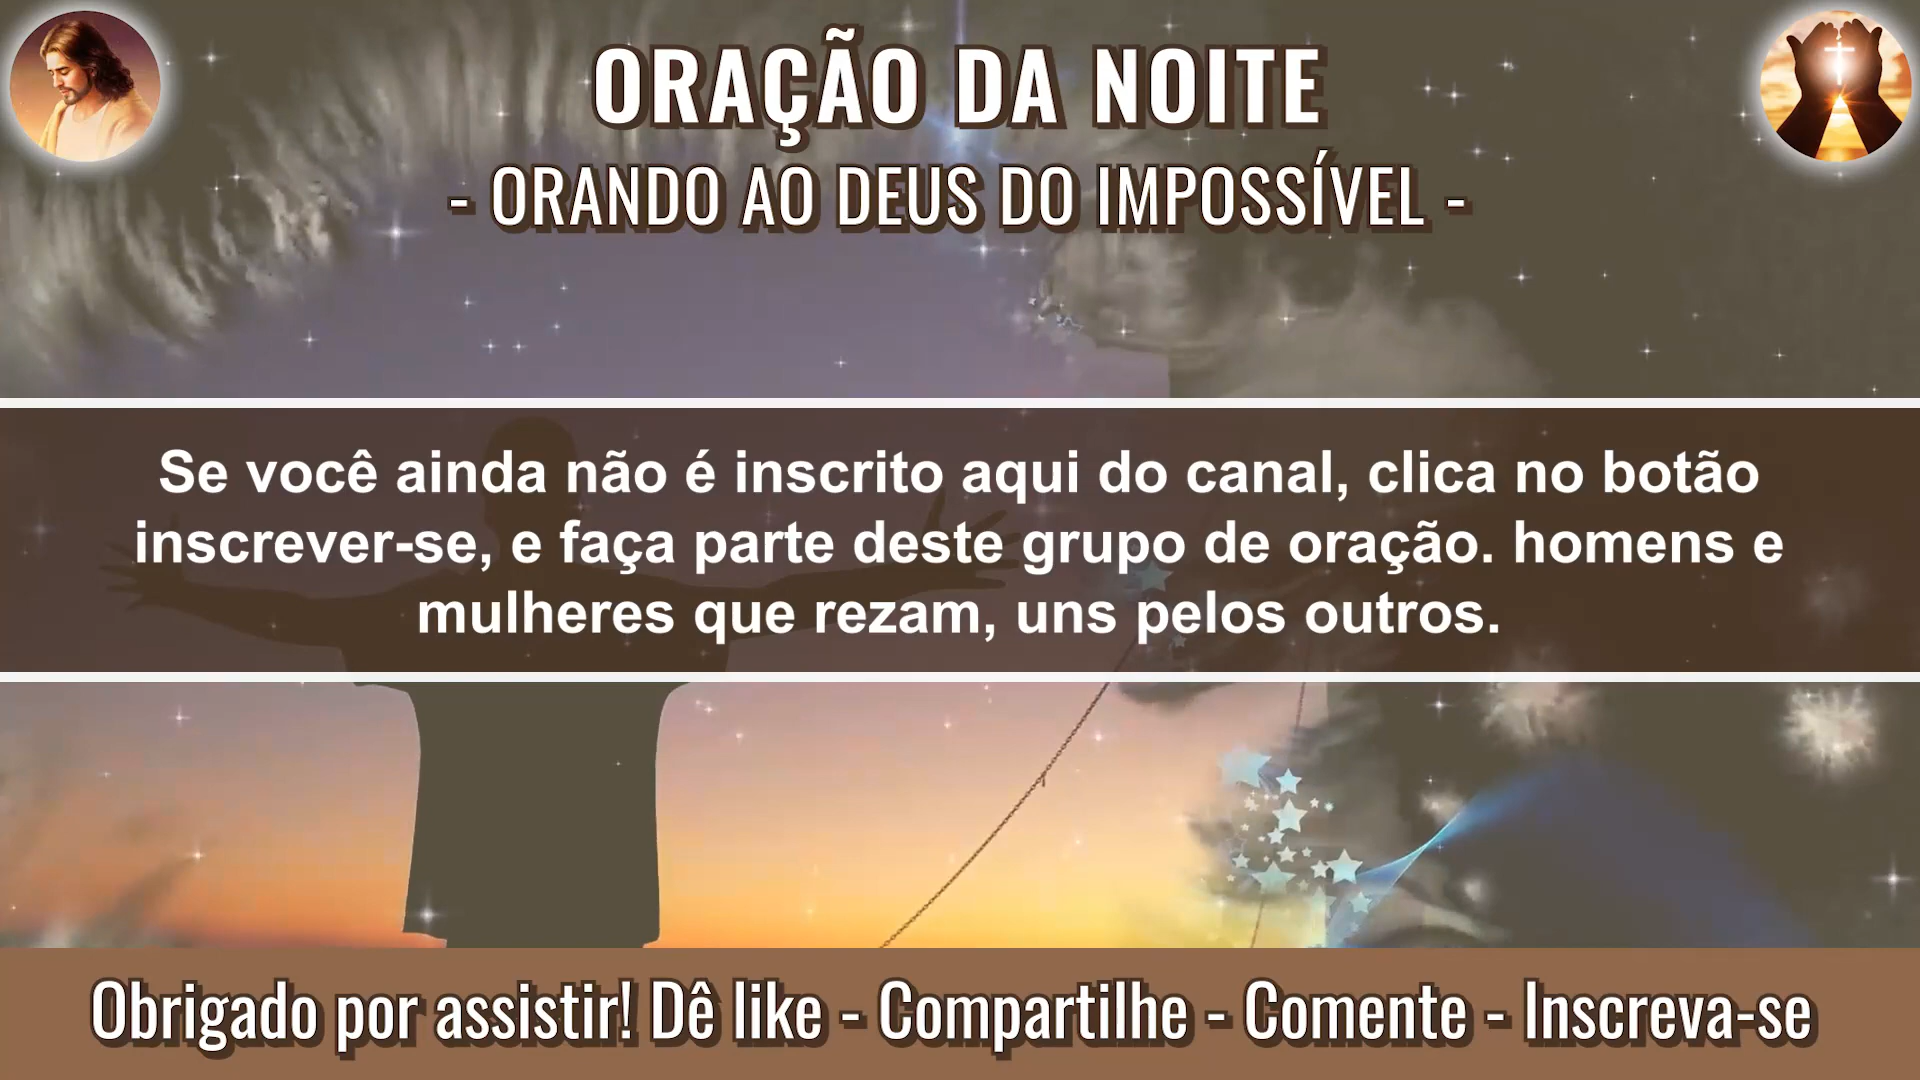 ORAÇÃO DA NOITE
- ORANDO AO DEUS DO IMPOSSÍVEL -
Se você ainda não é inscrito aqui do canal, clica no botão
inscrever-se, e faça parte deste grupo de oração. homens e
mulheres que rezam, uns pelos outros.
Obrigado por assistir! Dê like - Compartilhe - Comente - Inscreva-se